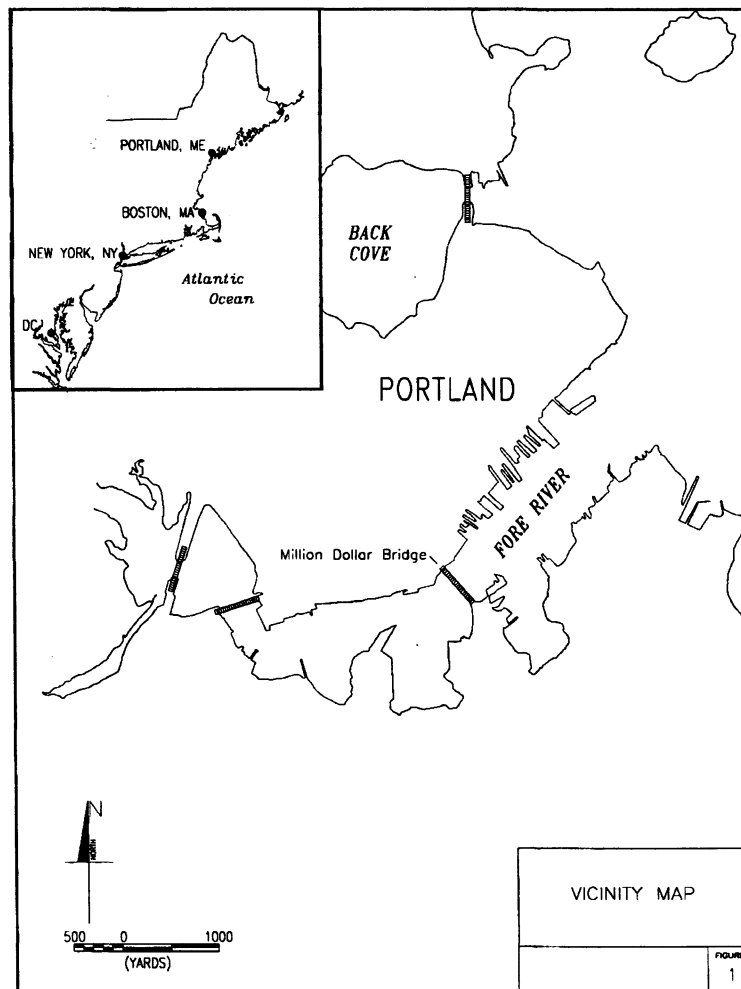 PORTLAND, ME
BOSTON, MA
NEW YORK, NY
Atlantic
Ocean
DC
BACK
COVE
PORTLAND
FORE RIVER
Million Dollar Bridge
N
NORTH
500 0 1000
(YARDS)
VICINITY MAP
FIGURE
1